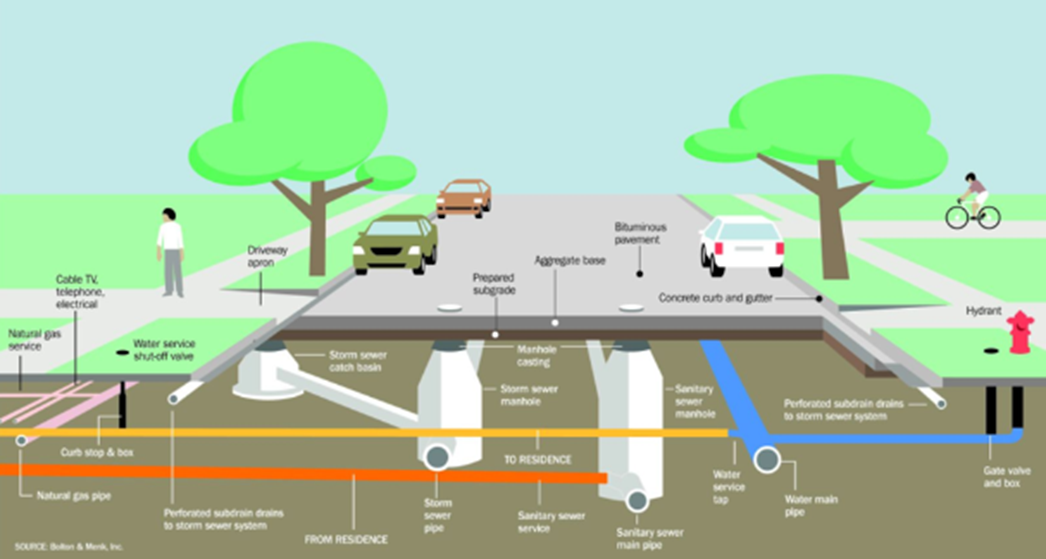 Bituminous
pavement
Driveway
apron
Aggregate base
Prepared
subgrade
Cable TV,
telephone,
electrical
Concrete curb and gutter
Hydrant
Natural gas
service
Water service
shut-off valve
Manhole
casting
Storm sewer
catch basin
Storm sewer
manhole
Sanitary
sewer
manhole
Perforated subdrain drains
to storm sewer system
Curb stop & box
TO RESIDENCE
Water
service
tap
Gate valve
and box
Natural gas pipe
Water main
pipe
Storm
sewer
pipe
Perforated subdrain drains
to storm sewer system
Sanitary sewer
service
FROM RESIDENCE
Sanitary sewer
main pipe
SOURCE: Bolton & Menk, Inc.